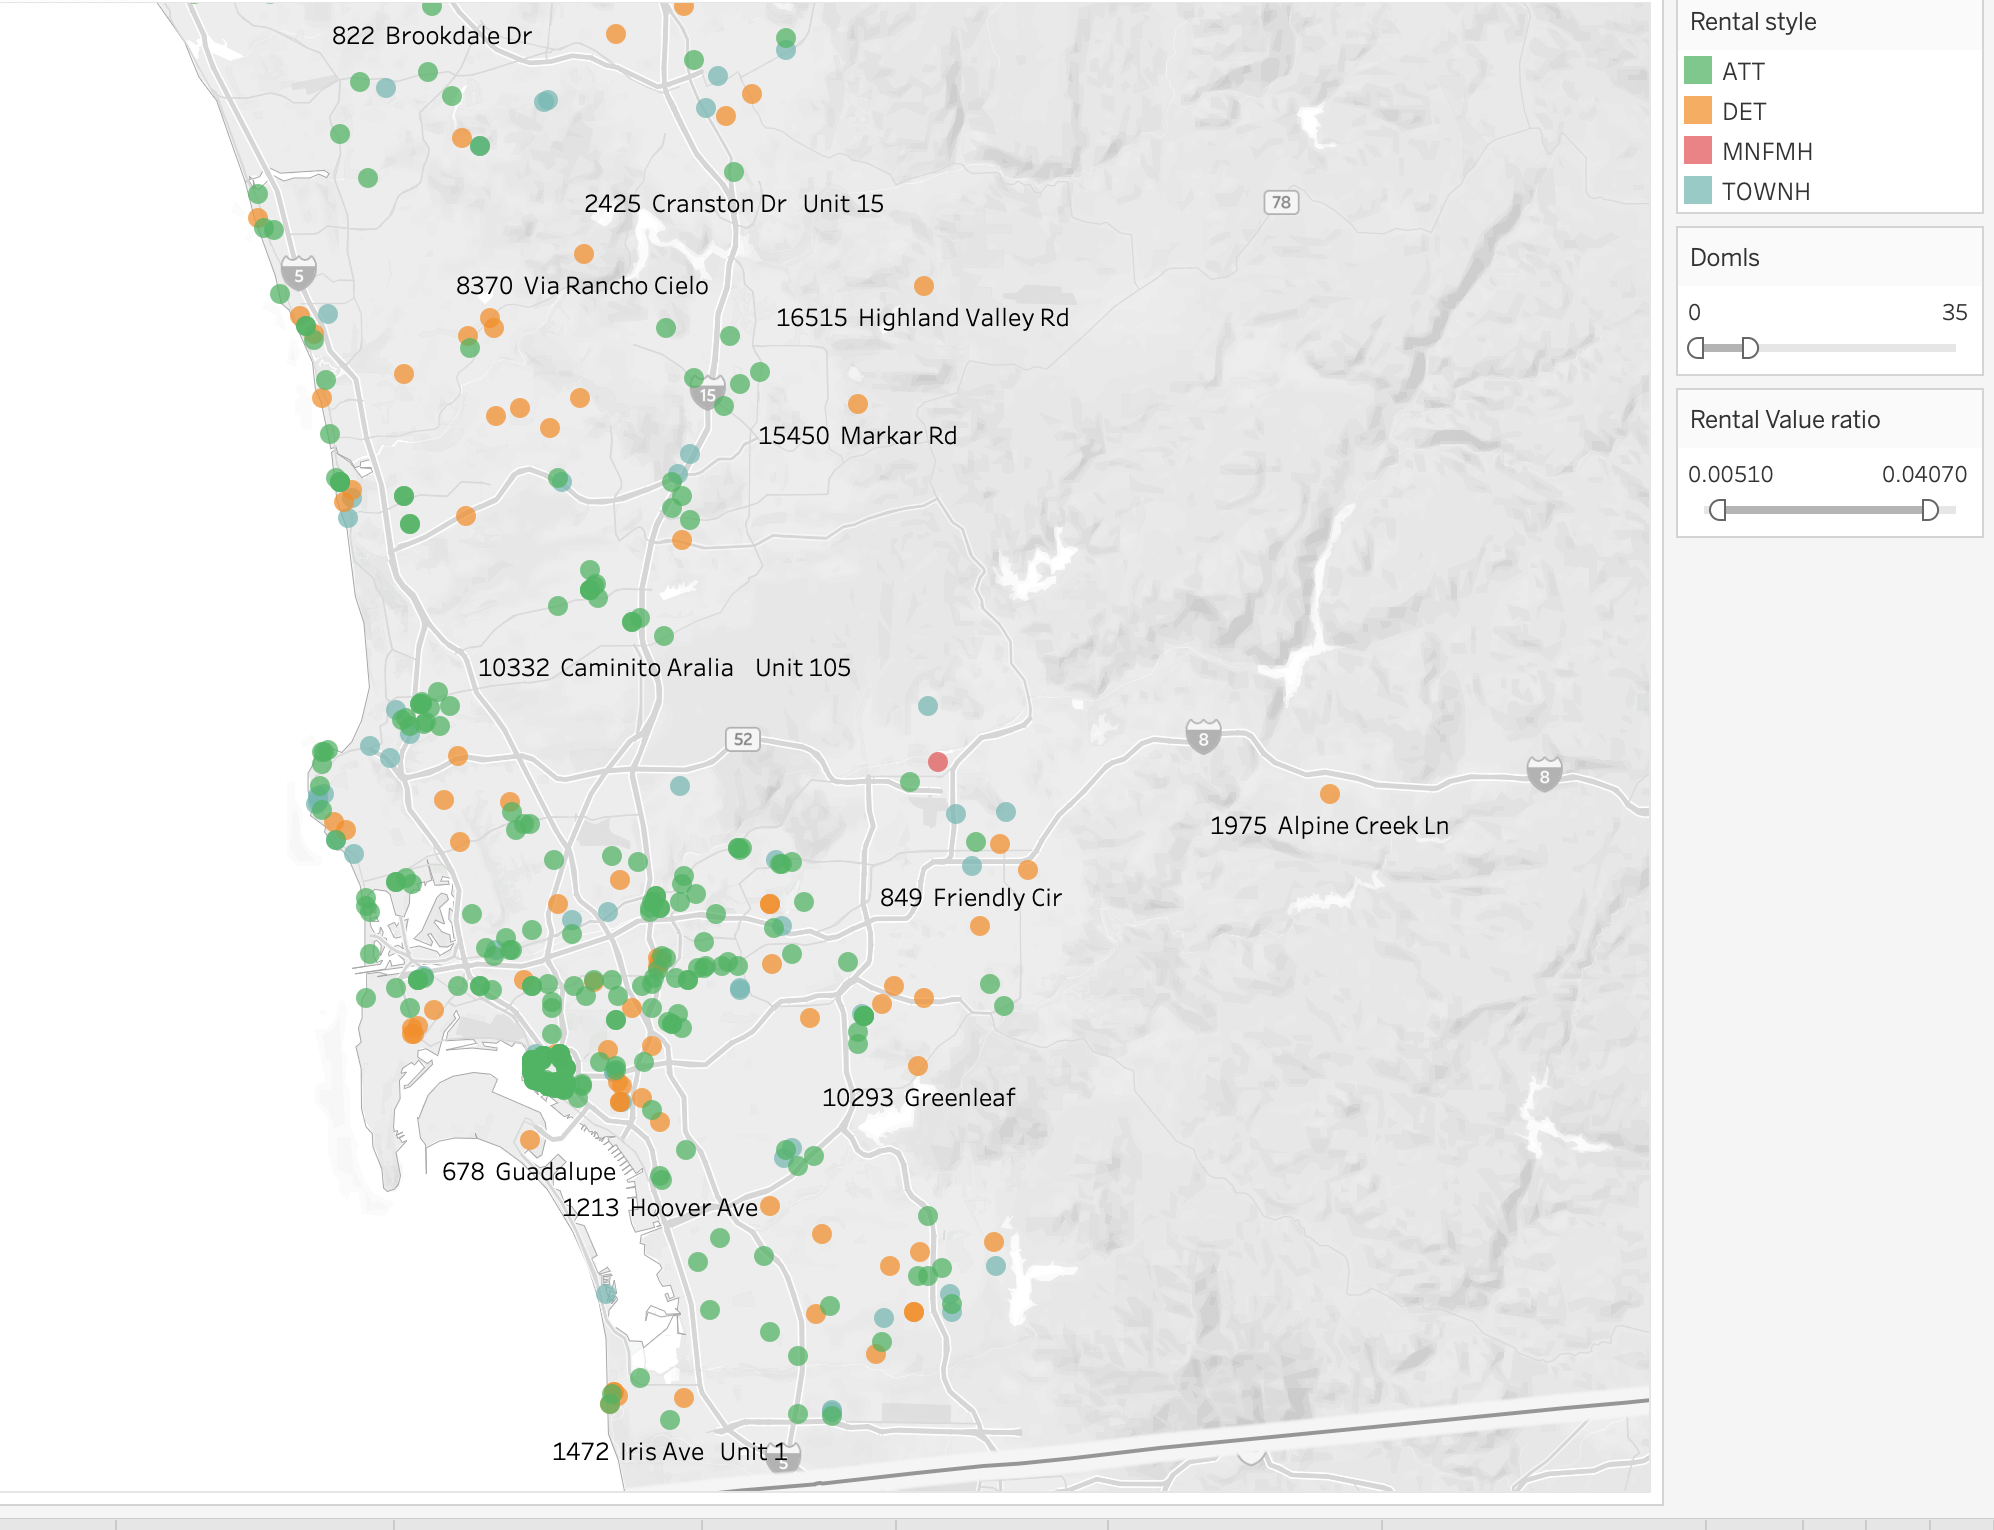 822 Brookdale Dr
2425 Cranston Dr Unit 15
78
5
8370 Via Rancho Cielo
16515 Highland Valley Rd
15
15450 Markar Rd
10332 Caminito Aralia Unit 105
52
8
8
1975 Alpine Creek Ln
849 Friendly Cir
10293 Greenleaf
678 Guadalupe
1213 Hoover Ave
1472 Iris Ave Unit 1
5
Rental style
ATT
DET
MNFMH
TOWNH
Domls
0 35
Rental Value ratio
0.00510 0.04070